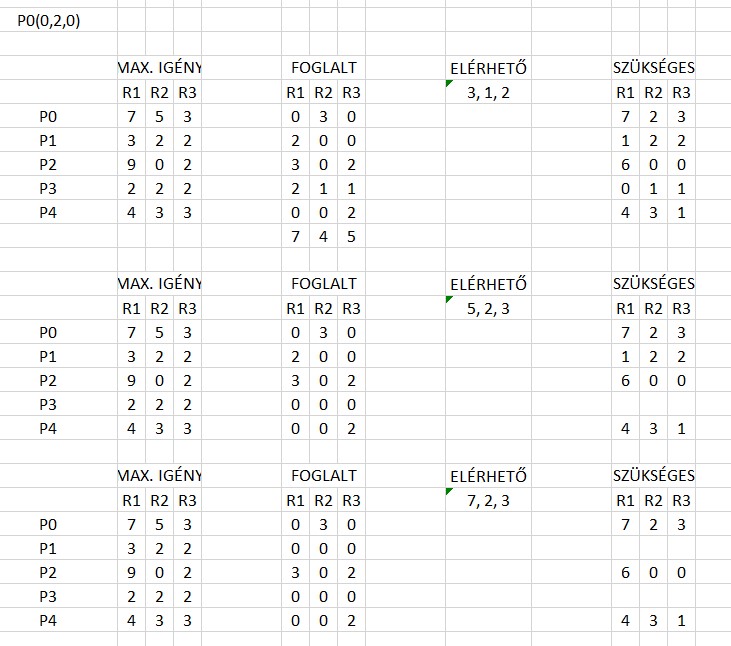 P0(0,2,0)
MAX. IGÉNY FOGLALT ELÉRHETŐ SZÜKSÉGES
R1 R2 R3 R1 R2 R3 3, 1, 2 R1 R2 R3
P0 7 5 3 0 3 0 7 2 3
P1 3 2 2 2 0 0 1 2 2
P2 9 0 2 3 0 2 6 0 0
P3 2 2 2 2 1 1 0 1 1
P4 4 3 3 0 0 2 4 3 1
7 4 5
MAX. IGÉNY FOGLALT ELÉRHETŐ SZÜKSÉGES
R1 R2 R3 R1 R2 R3 5, 2, 3 R1 R2 R3
P0 7 5 3 0 3 0 7 2 3
P1 3 2 2 2 0 0 1 2 2
P2 9 0 2 3 0 2 6 0 0
P3 2 2 2 0 0 0
P4 4 3 3 0 0 2 4 3 1
MAX. IGÉNY FOGLALT ELÉRHETŐ SZÜKSÉGES
R1 R2 R3 R1 R2 R3 7, 2, 3 R1 R2 R3
P0 7 5 3 0 3 0 7 2 3
P1 3 2 2 0 0 0
P2 9 0 2 3 0 2 6 0 0
P3 2 2 2 0 0 0
P4 4 3 3 0 0 2 4 3 1